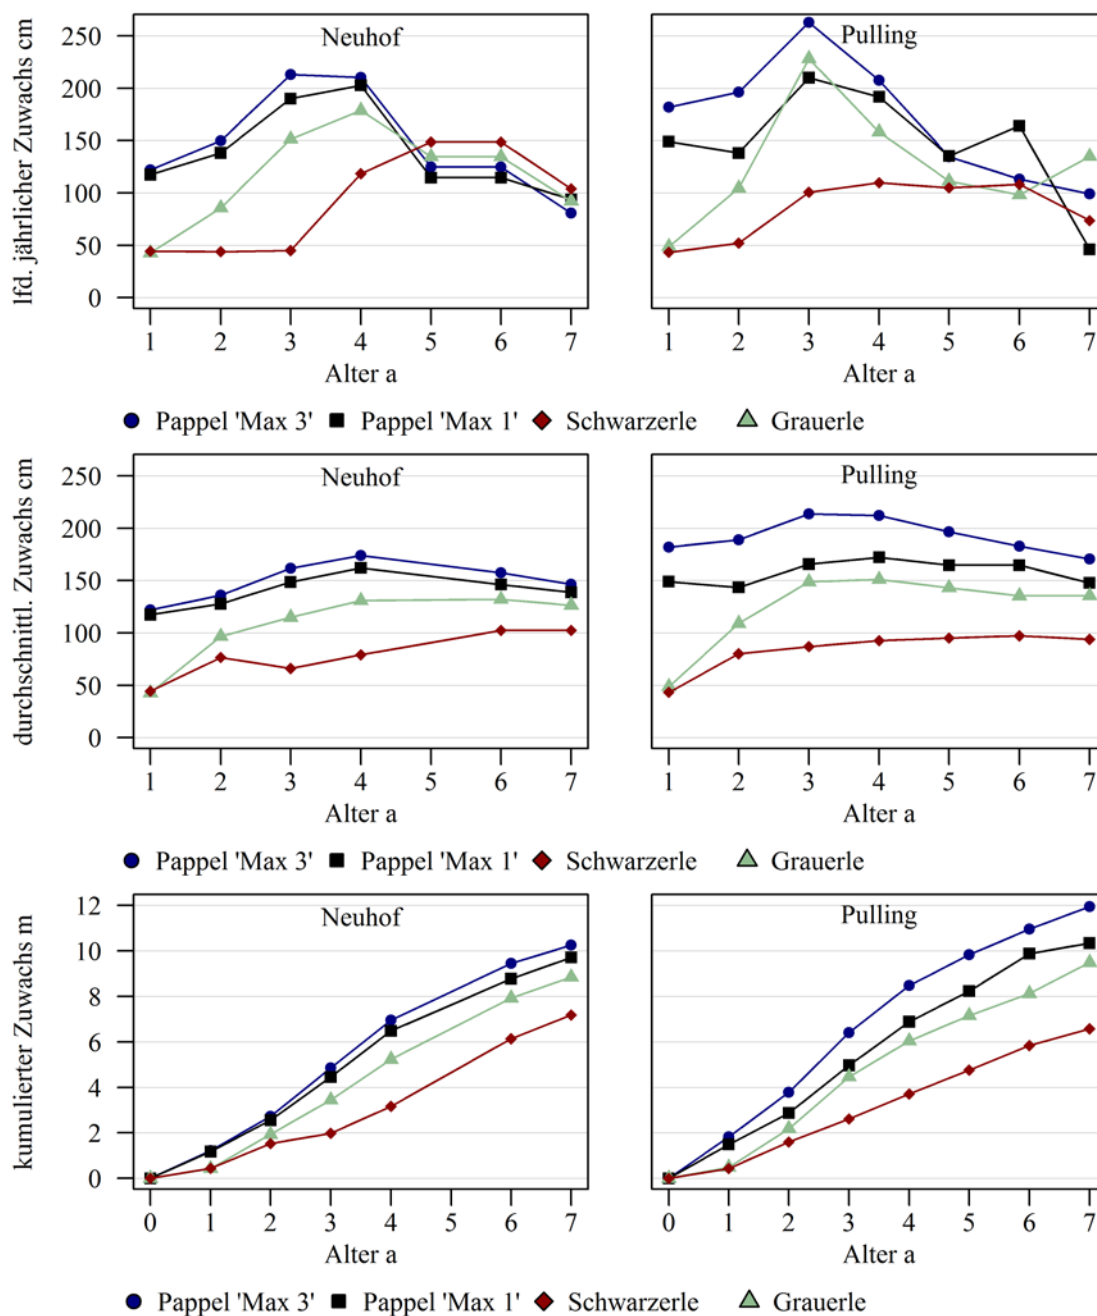 lfd. jährlicher Zuwachs cm
Neuhof
Pulling
250
200
150
100
50
0
1 2 3 4 5 6 7
1 2 3 4 5 6 7
Alter a
Alter a
Pappel 'Max 3' Pappel 'Max 1' Schwarzerle Grauerle
durchschnittl. Zuwachs cm
Neuhof
Pulling
250
200
150
100
50
0
1 2 3 4 5 6 7
1 2 3 4 5 6 7
Alter a
Alter a
Pappel 'Max 3' Pappel 'Max 1' Schwarzerle Grauerle
kumulierter Zuwachs m
Neuhof
Pulling
12
10
8
6
4
2
0
0 1 2 3 4 5 6 7
0 1 2 3 4 5 6 7
Alter a
Alter a
Pappel 'Max 3' Pappel 'Max 1' Schwarzerle Grauerle